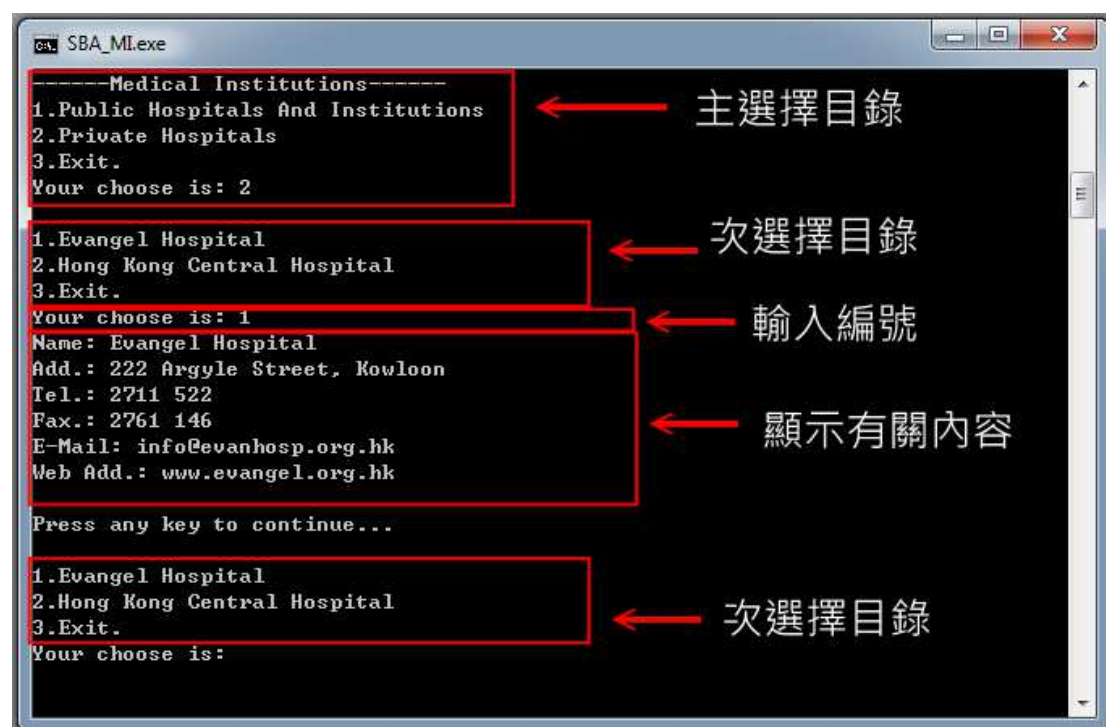 SBA_MI.exe
------Medical Institutions------
1.Public Hospitals And Institutions
2.Private Hospitals
3.Exit.
Your choose is: 2
主選擇目錄
1.Evangel Hospital
2.Hong Kong Central Hospital
3.Exit.
次選擇目錄
Your choose is: 1
輸入編號
Name: Evangel Hospital
Add.: 222 Argyle Street, Kowloon
Tel.: 2711 522
Fax.: 2761 146
E-Mail: info@evanhosp.org.hk
Web Add.: www.evangel.org.hk
顯示有關內容
Press any key to continue...
1.Evangel Hospital
2.Hong Kong Central Hospital
3.Exit.
次選擇目錄
Your choose is: